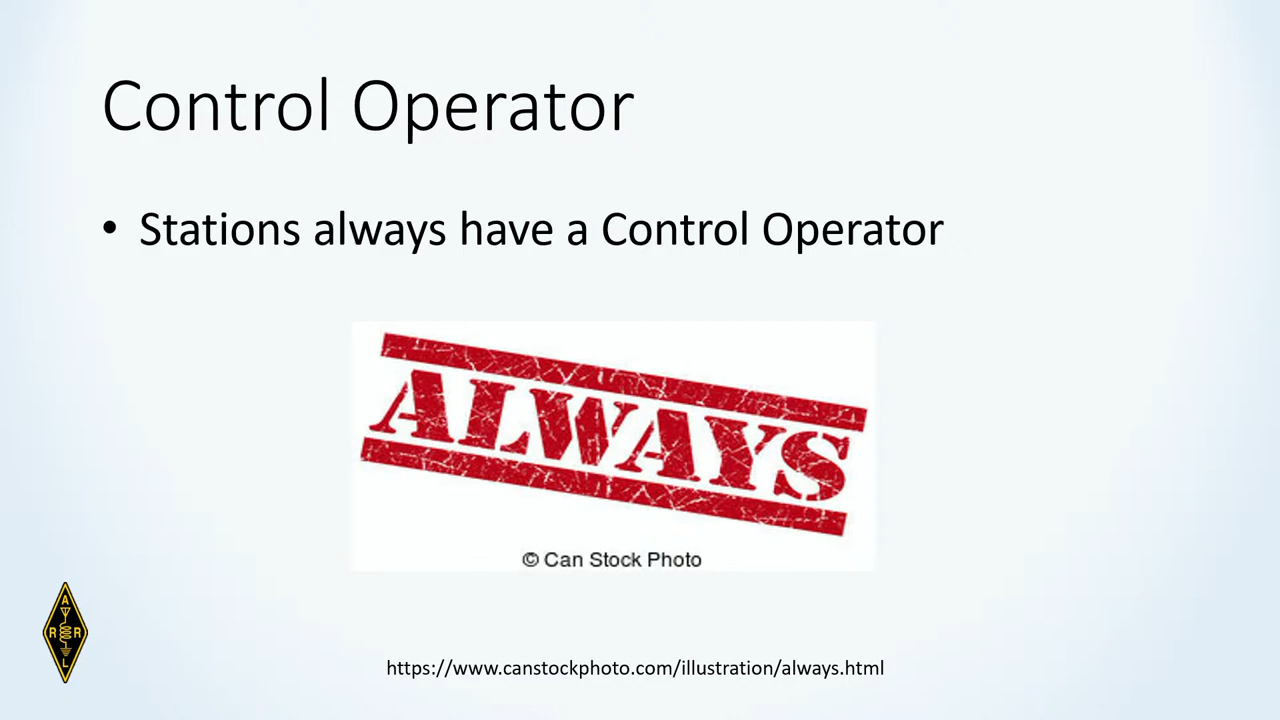 Control Operator
• Stations always have a Control Operator
ALWAYS
© Can Stock Photo
A
R R
L
https://www.canstockphoto.com/illustration/always.html